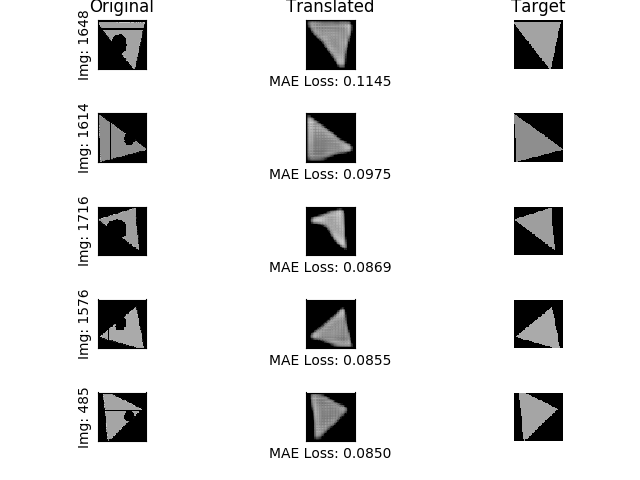 Original Translated Target
Img: 1648
MAE Loss: 0.1145
Img: 1614
MAE Loss: 0.0975
Img: 1716
MAE Loss: 0.0869
Img: 1576
MAE Loss: 0.0855
Img: 485
MAE Loss: 0.0850